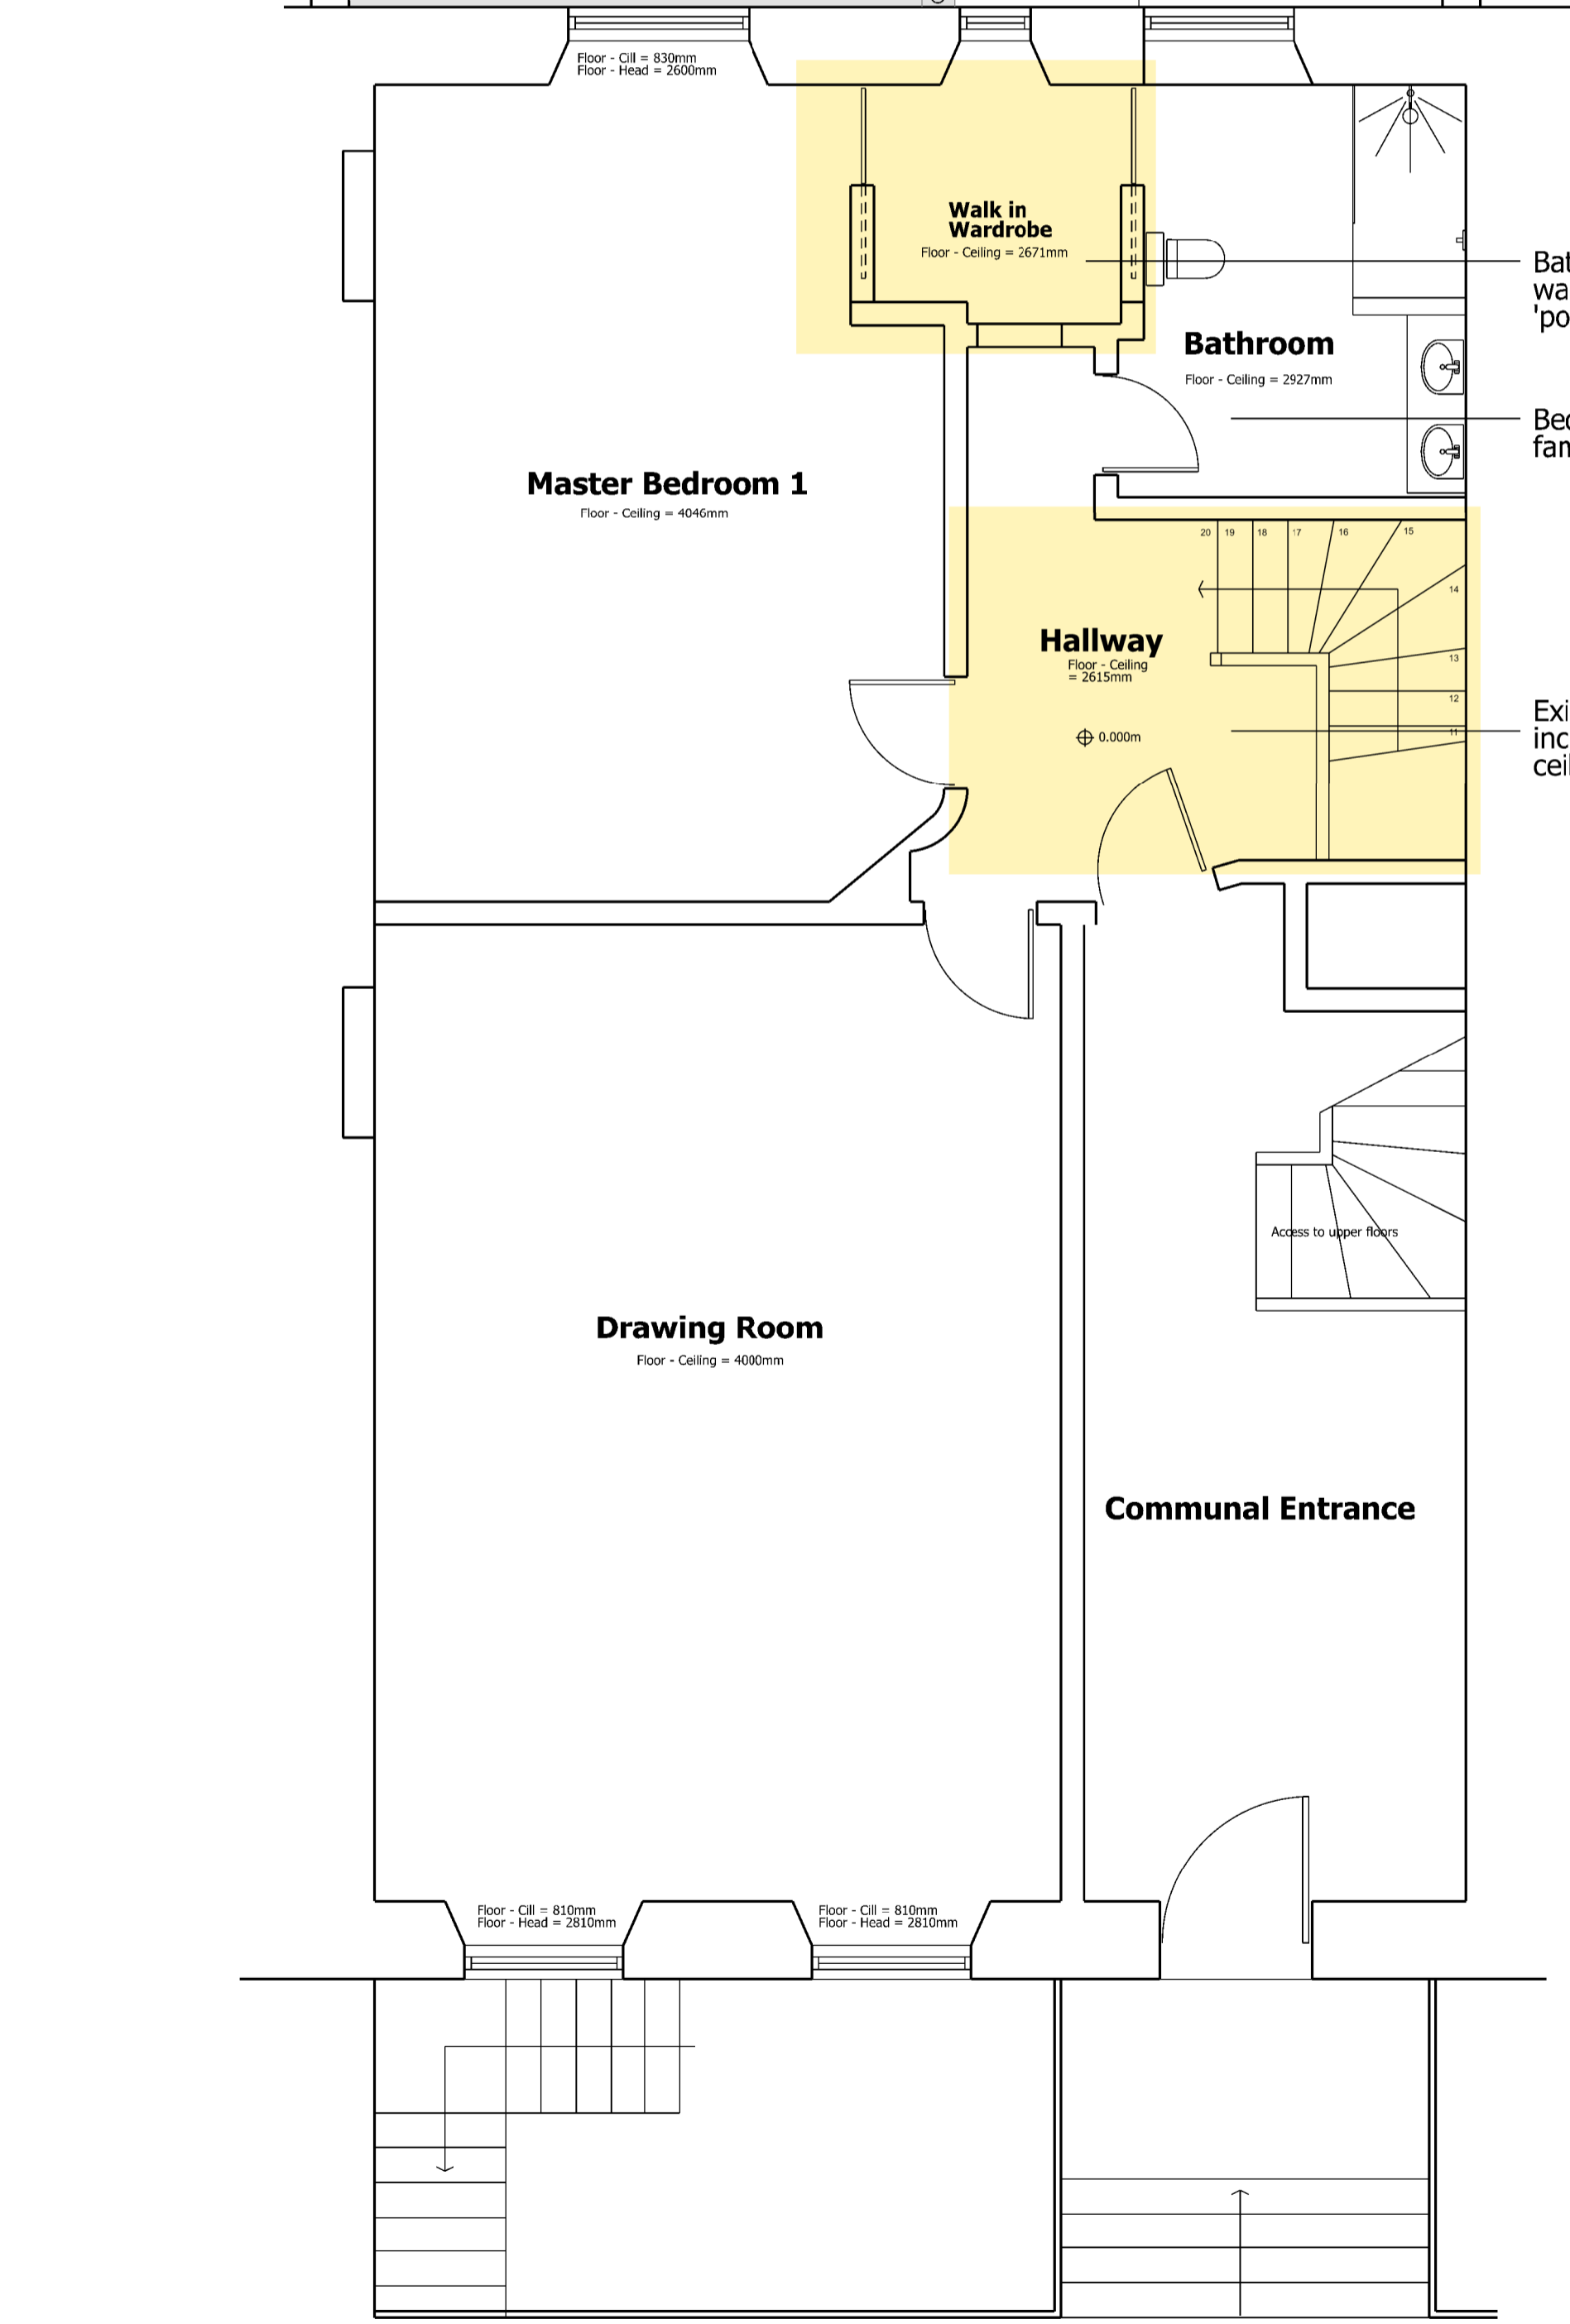 Floor - Cill = 830mm
Floor - Head = 2600mm
Walk in
Wardrobe
Floor - Ceiling = 2671mm
Bathroom
Floor - Ceiling = 2927mm
Master Bedroom 1
Floor - Ceiling = 4046mm
20 19 18 17 16 15
14
13
12
11
Hallway
Floor - Ceiling
= 2615mm
0.000m
Access to upper floors
Drawing Room
Floor - Ceiling = 4000mm
Communal Entrance
Floor - Cill = 810mm
Floor - Head = 2810mm
Floor - Cill = 810mm
Floor - Head = 2810mm